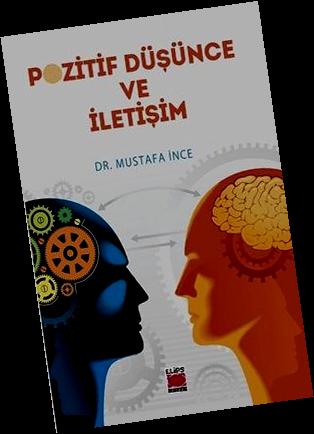 POZİTİF DÜŞÜNCE
VE
İLETİŞİM
DR. MUSTAFA İNCE
ELİPS